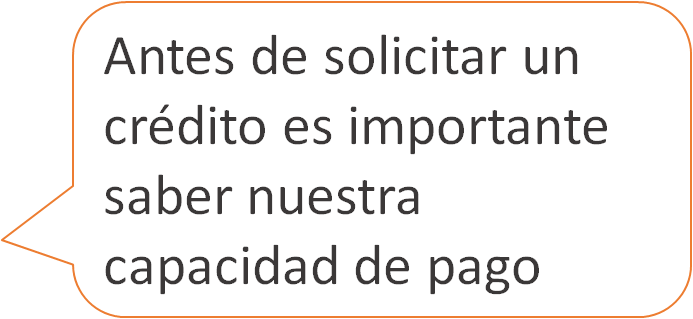 Antes de solicitar un
crédito es importante
saber nuestra
capacidad de pago